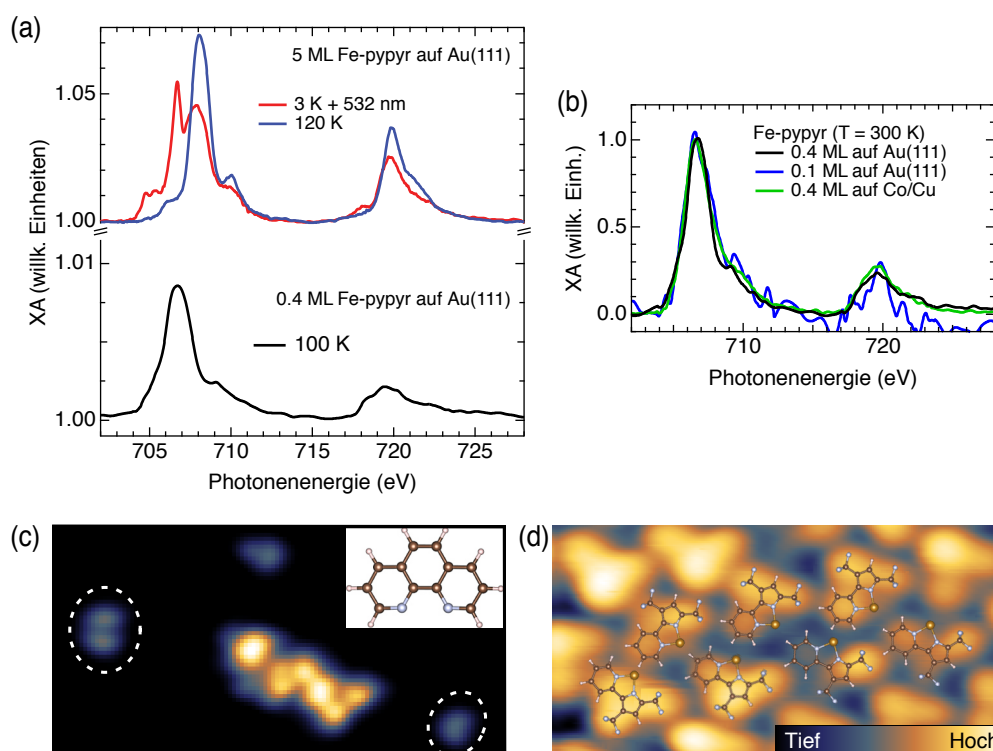 (a)
5 ML Fe-pypyr auf Au(111)
3 K + 532 nm
120 K
1.05
1.00
1.01
1.00
XA (willk. Einheiten)
0.4 ML Fe-pypyr auf Au(111)
100 K
705 710 715 720 725
Photonenenergie (eV)
(b)
Fe-pypyr (T = 300 K)
0.4 ML auf Au(111)
0.1 ML auf Au(111)
0.4 ML auf Co/Cu
1.0
0.5
0.0
XA (willk. Einh.)
710 720
Photonenenergie (eV)
(c)
(d)
Tief Hoch